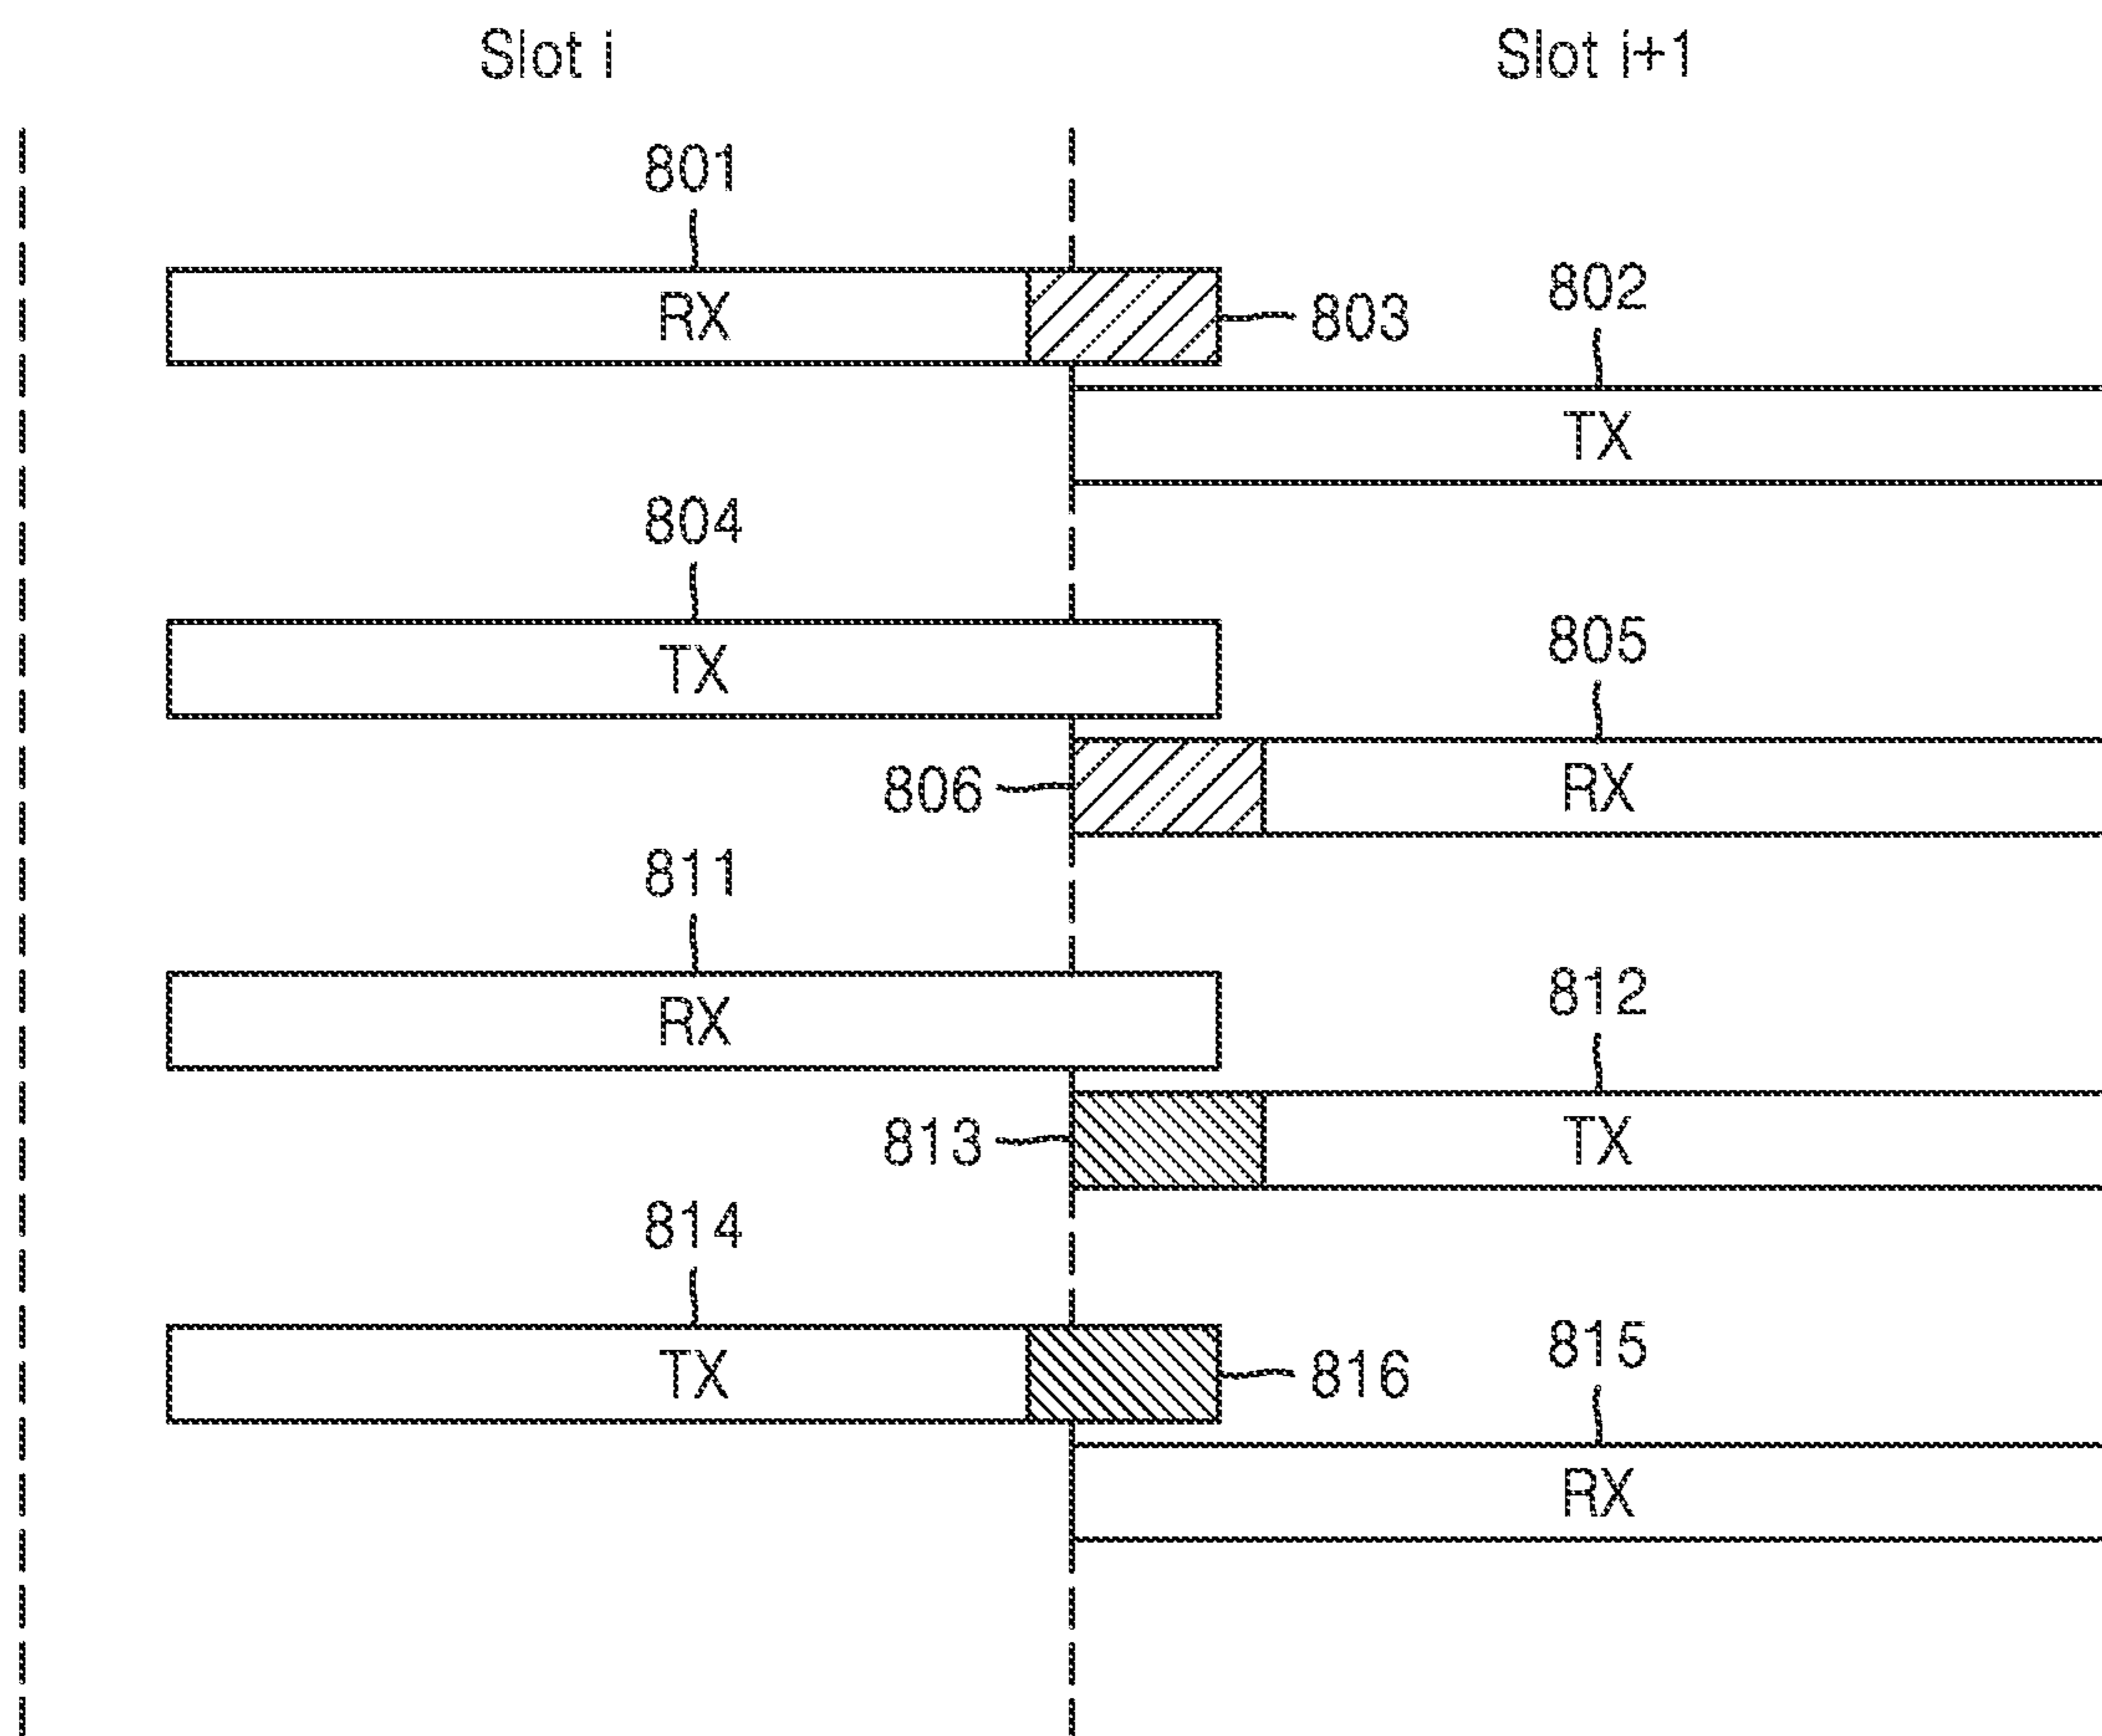 Slot i Slot i+1
801
RX
803
802
TX
804
TX
805
806
RX
811
RX
812
813
TX
814
TX
816
815
RX